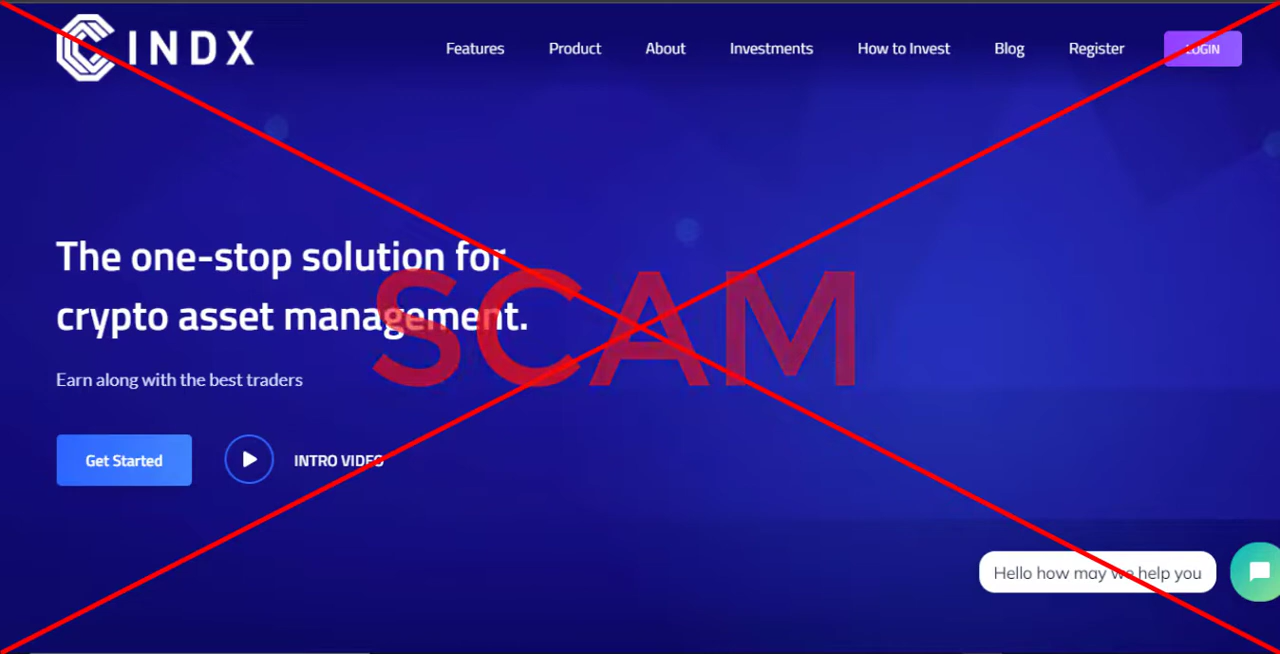 CINDX
Features Product About Investments How to Invest Blog Register LOGIN
The one-stop solution for
crypto asset management.
SCAM
Earn along with the best traders
Get Started INTRO VIDEO
Hello how may we help you